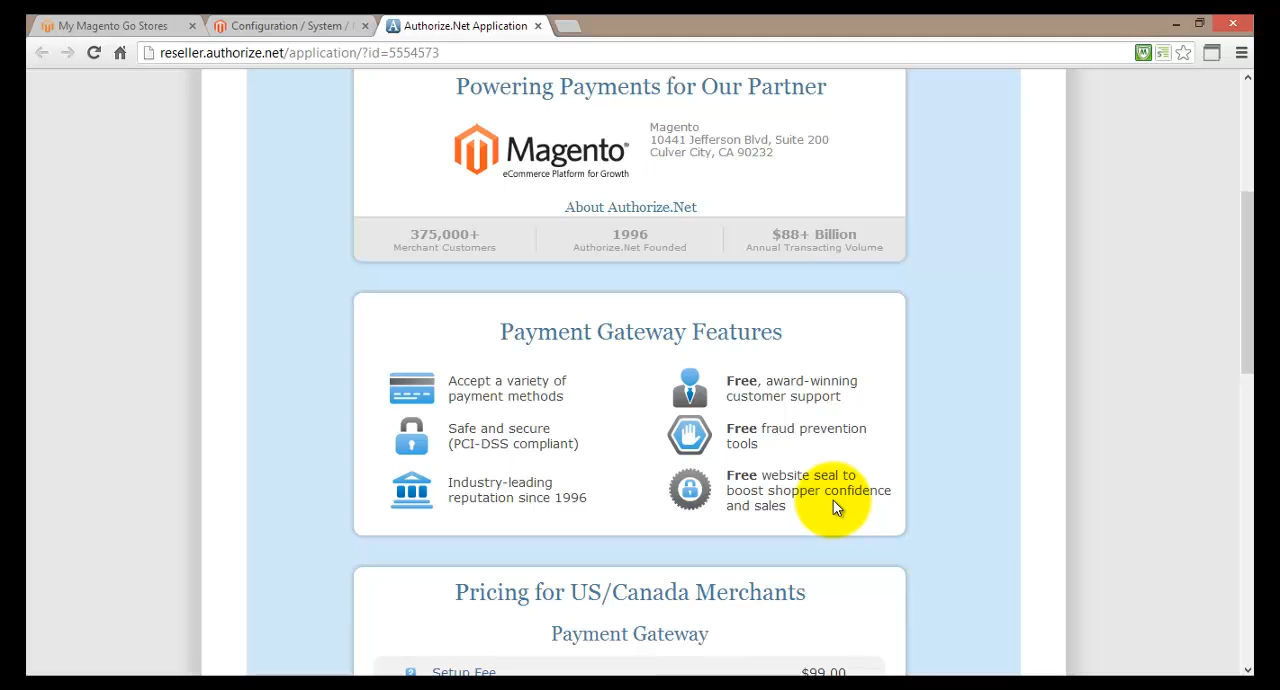 My Magento Go Stores
Configuration / System /
Authorize.Net Application
reseller.authorize.net/application/?id=5554573
Powering Payments for Our Partner
Magento
eCommerce Platform for Growth
Magento
10441 Jefferson Blvd, Suite 200
Culver City, CA 90232
About Authorize.Net
375,000+
Merchant Customers
1996
Authorize.Net Founded
$88+ Billion
Annual Transacting Volume
Payment Gateway Features
Accept a variety of
payment methods
Free, award-winning
customer support
Safe and secure
(PCI-DSS compliant)
Free fraud prevention
tools
Industry-leading
reputation since 1996
Free website seal to
boost shopper confidence
and sales
Pricing for US/Canada Merchants
Payment Gateway
Setup Fee $99.00